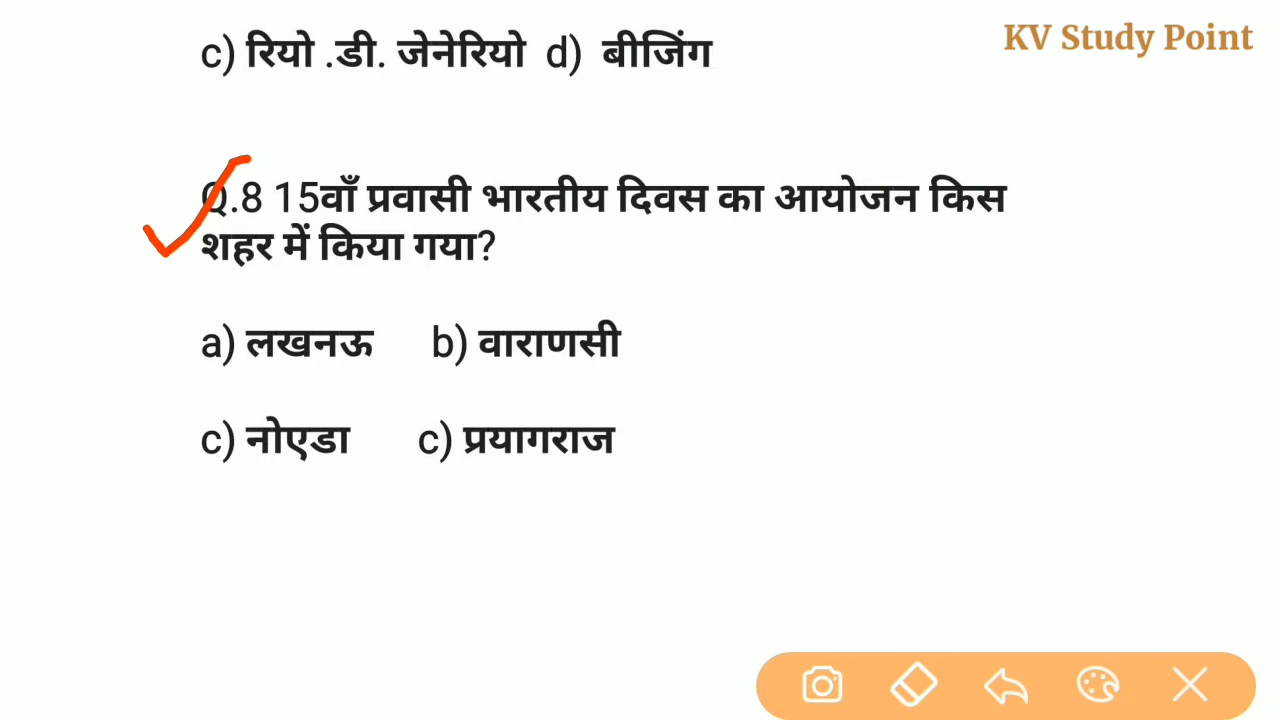 KV Study Point
c) रियो .डी. जेनेरियो d) बीजिंग
Q.8 15वाँ प्रवासी भारतीय दिवस का आयोजन किस
शहर में किया गया?
a) लखनऊ b) वाराणसी
c) नोएडा c) प्रयागराज